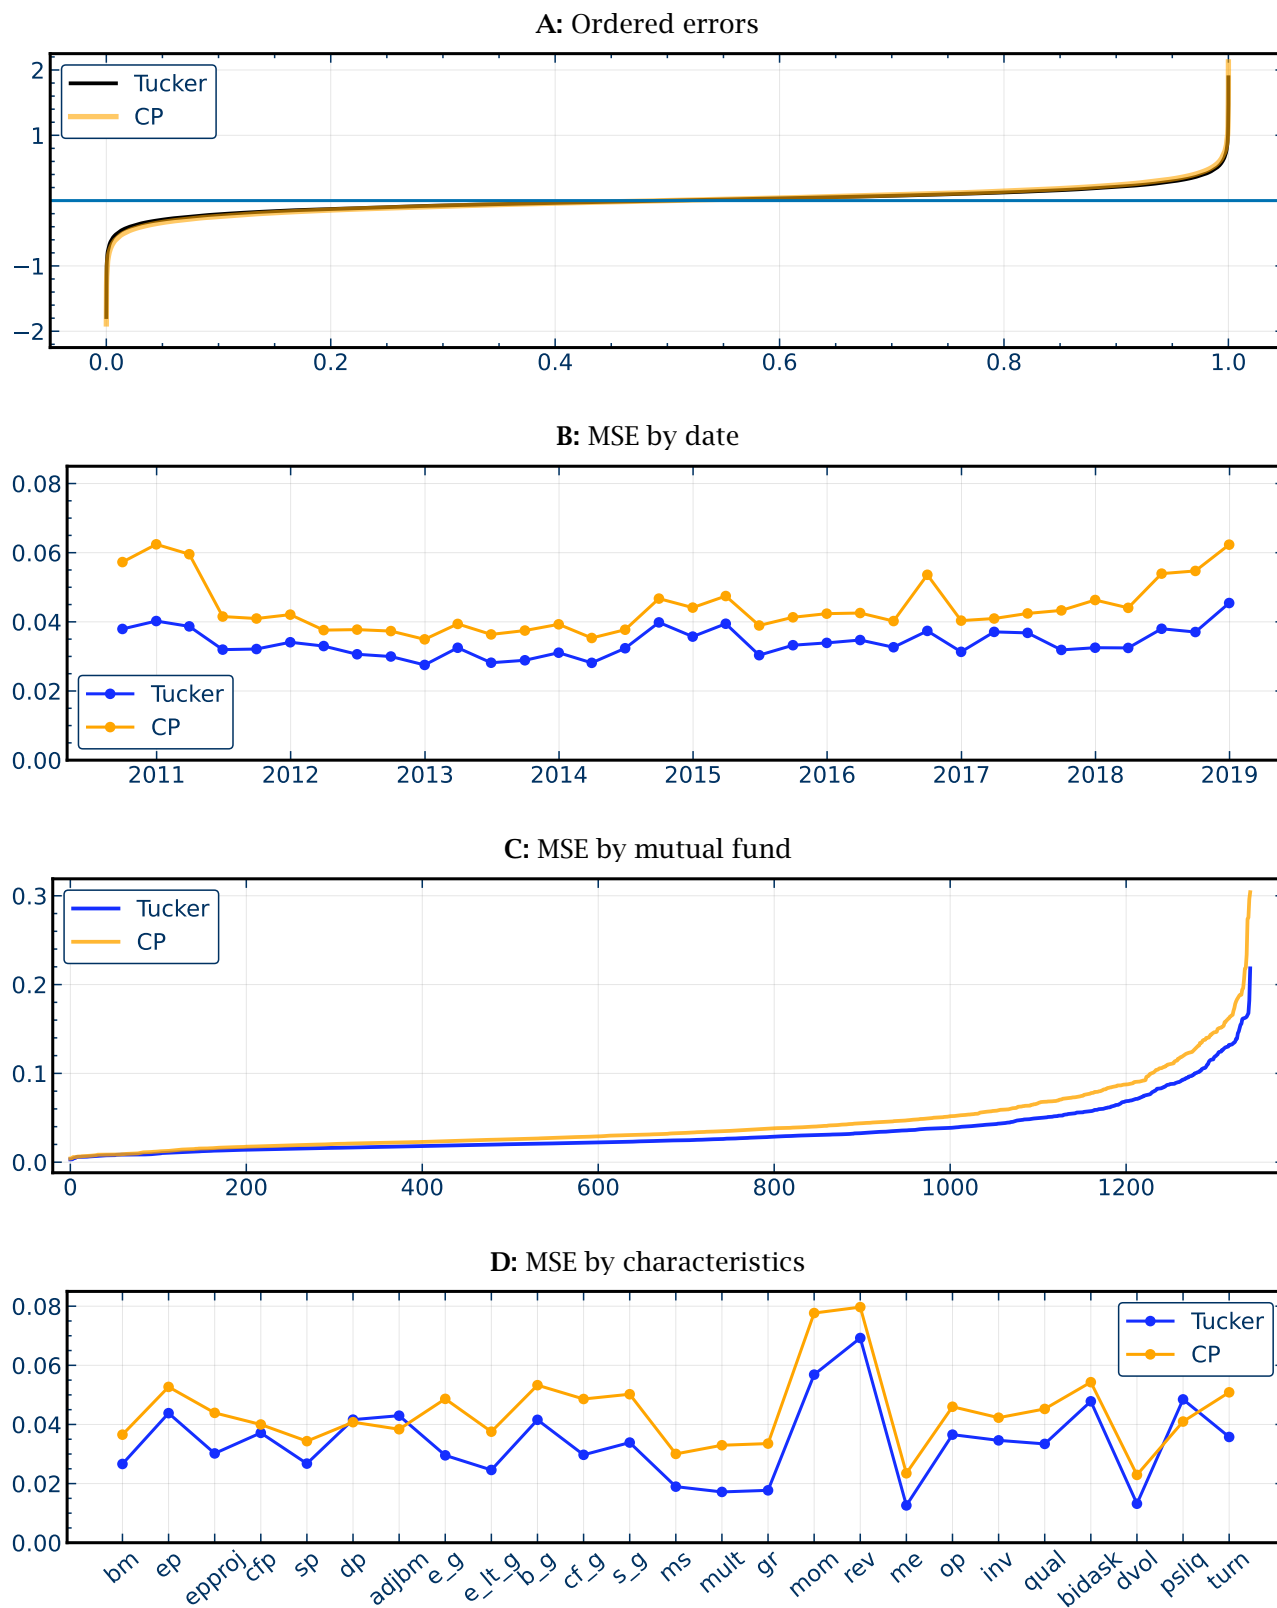 A: Ordered errors
2
1
−1
−2
Tucker
CP
0.0 0.2 0.4 0.6 0.8 1.0
B: MSE by date
0.08
0.06
0.04
0.02
0.00
Tucker
CP
2011 2012 2013 2014 2015 2016 2017 2018 2019
C: MSE by mutual fund
0.3
0.2
0.1
0.0
Tucker
CP
0 200 400 600 800 1000 1200
D: MSE by characteristics
0.08
0.06
0.04
0.02
0.00
Tucker
CP
bm ep epproj cfp sp dp adjbm e_g e_lt_g b_g cf_g s_g ms mult gr mom rev me op inv qual bidask dvol psliq turn